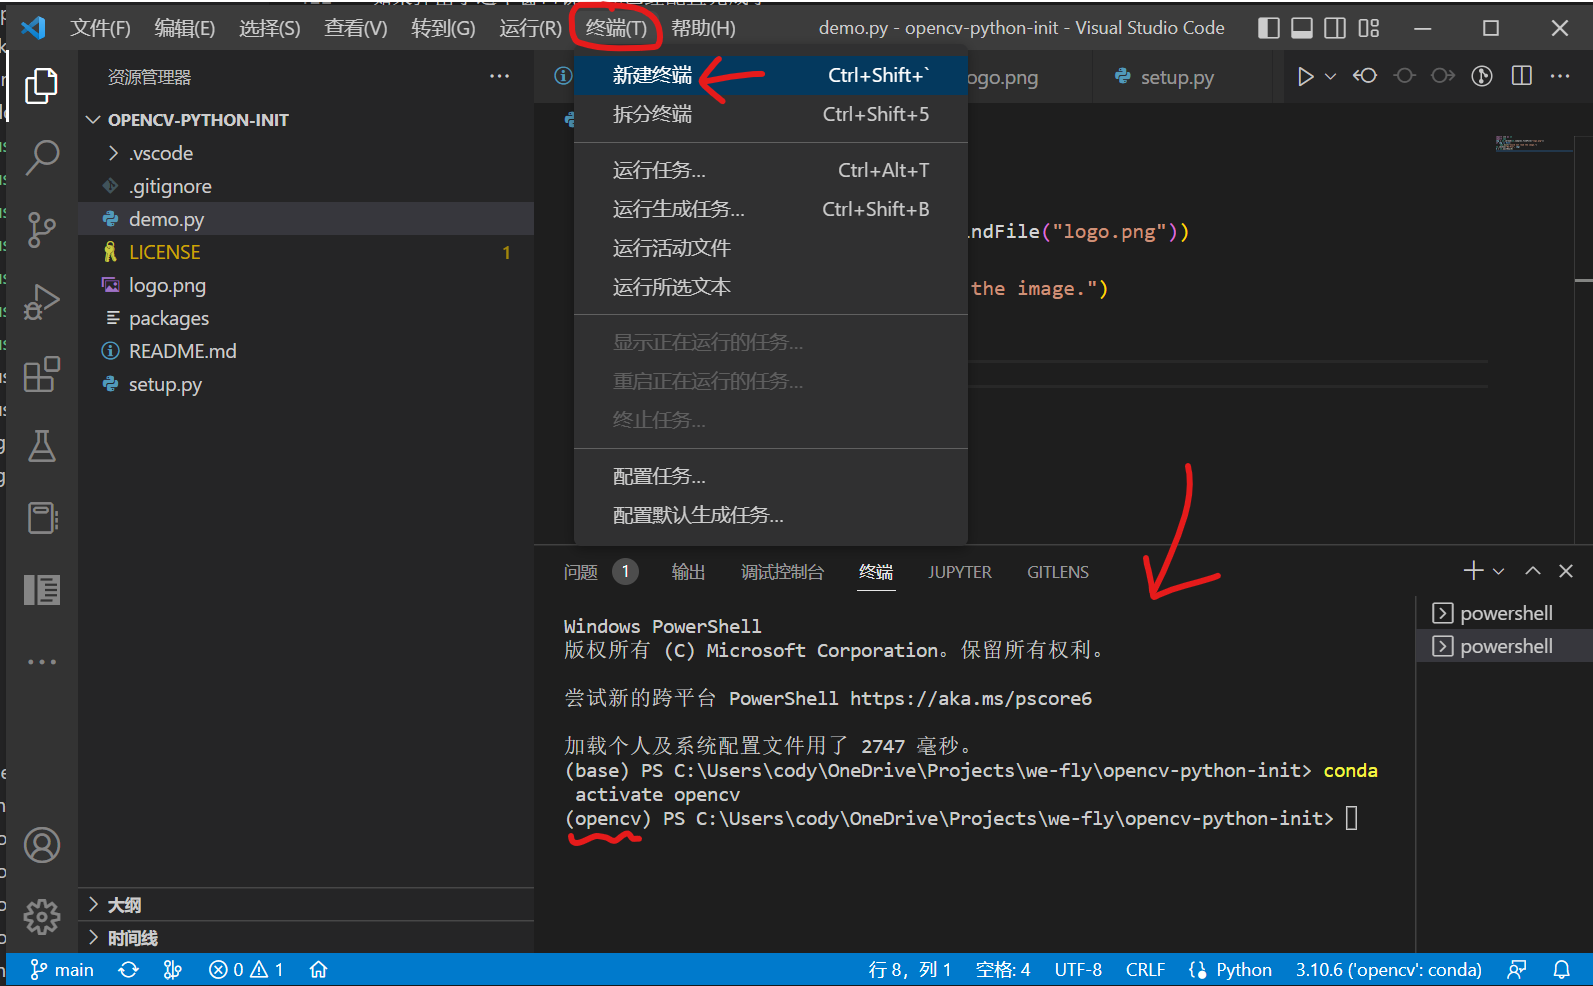 文件(F) 编辑(E) 选择(S) 查看(V) 转到(G) 运行(R) 终端(T) 帮助(H) demo.py - opencv-python-init - Visual Studio Code
资源管理器
新建终端 Ctrl+Shift+`
ogo.png setup.py
拆分终端 Ctrl+Shift+5
OPENCV-PYTHON-INIT
.vscode
运行任务... Ctrl+Alt+T
.gitignore
运行生成任务... Ctrl+Shift+B
demo.py
indFile("logo.png"))
运行活动文件
LICENSE 1
运行所选文本
the image.")
logo.png
packages
显示正在运行的任务...
README.md
重启正在运行的任务...
setup.py
终止任务...
配置任务...
配置默认生成任务...
问题 1 输出 调试控制台 终端 JUPYTER GITLENS
powershell
powershell
Windows PowerShell
版权所有 (C) Microsoft Corporation。保留所有权利。
尝试新的跨平台 PowerShell https://aka.ms/pscore6
加载个人及系统配置文件用了 2747 毫秒。
(base) PS C:\Users\cody\OneDrive\Projects\we-fly\opencv-python-init> conda
activate opencv
(opencv) PS C:\Users\cody\OneDrive\Projects\we-fly\opencv-python-init>
大纲
时间线
main 0 1 行 8，列 1 空格: 4 UTF-8 CRLF Python 3.10.6 ('opencv': conda)